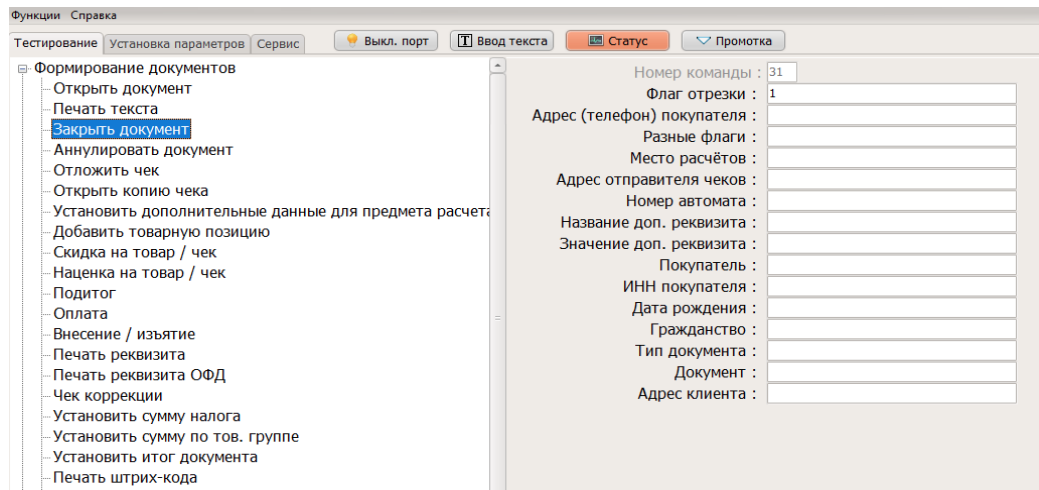 Функции Справка
Тестирование Установка параметров Сервис Выкл. порт Ввод текста Статус Промотка
Формирование документов
Открыть документ
Печать текста
Закрыть документ
Аннулировать документ
Отложить чек
Открыть копию чека
Установить дополнительные данные для предмета расчета
Добавить товарную позицию
Скидка на товар / чек
Наценка на товар / чек
Подитог
Оплата
Внесение / изъятие
Печать реквизита
Печать реквизита ОФД
Чек коррекции
Установить сумму налога
Установить сумму по тов. группе
Установить итог документа
Печать штрих-кода
Номер команды : 31
Флаг отрезки : 1
Адрес (телефон) покупателя :
Разные флаги :
Место расчётов :
Адрес отправителя чеков :
Номер автомата :
Название доп. реквизита :
Значение доп. реквизита :
Покупатель :
ИНН покупателя :
Дата рождения :
Гражданство :
Тип документа :
Документ :
Адрес клиента :